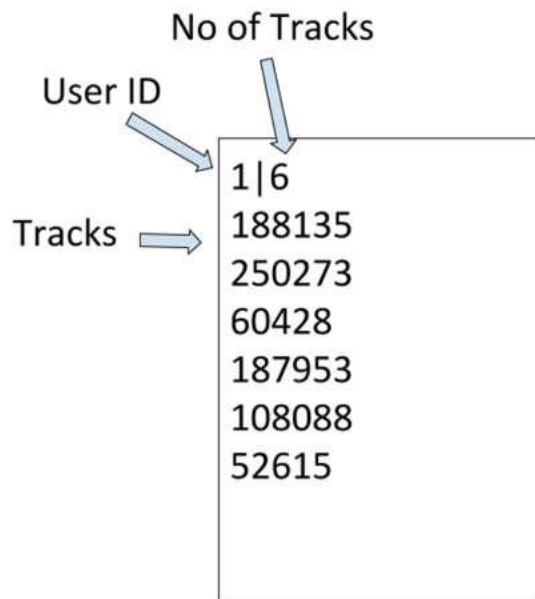 No of Tracks
User ID
1|6
Tracks
188135
250273
60428
187953
108088
52615